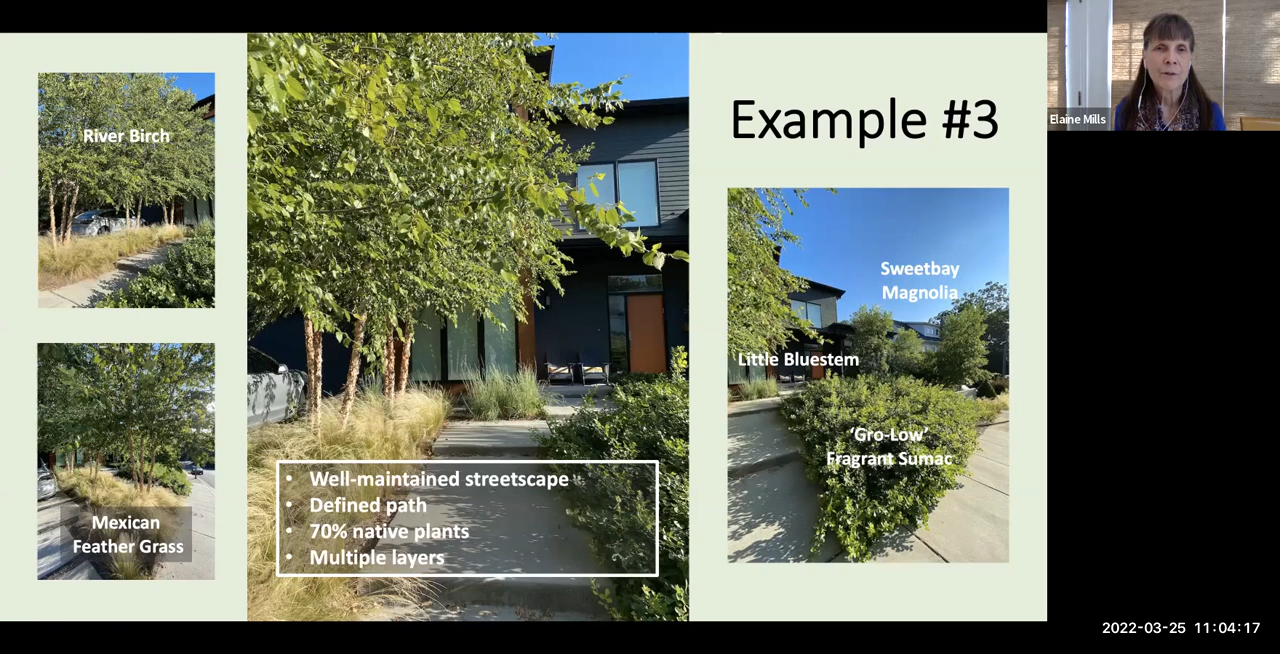 River Birch
Mexican
Feather Grass
• Well-maintained streetscape
• Defined path
• 70% native plants
• Multiple layers
Example #3
Sweetbay
Magnolia
Little Bluestem
‘Gro-Low’
Fragrant Sumac
Elaine Mills
2022-03-25 11:04:17